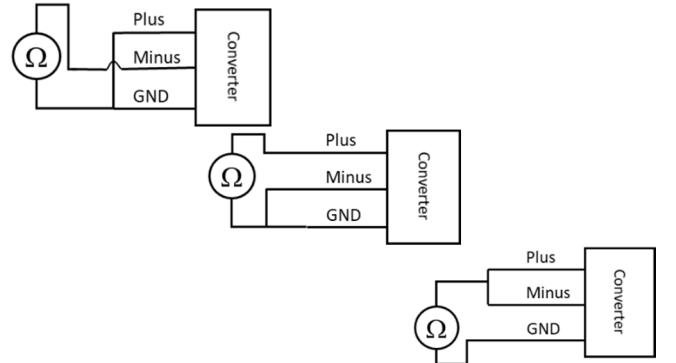 Plus
Ω
Minus
GND
Converter
Plus
Ω
Minus
GND
Converter
Plus
Minus
Ω
GND
Converter